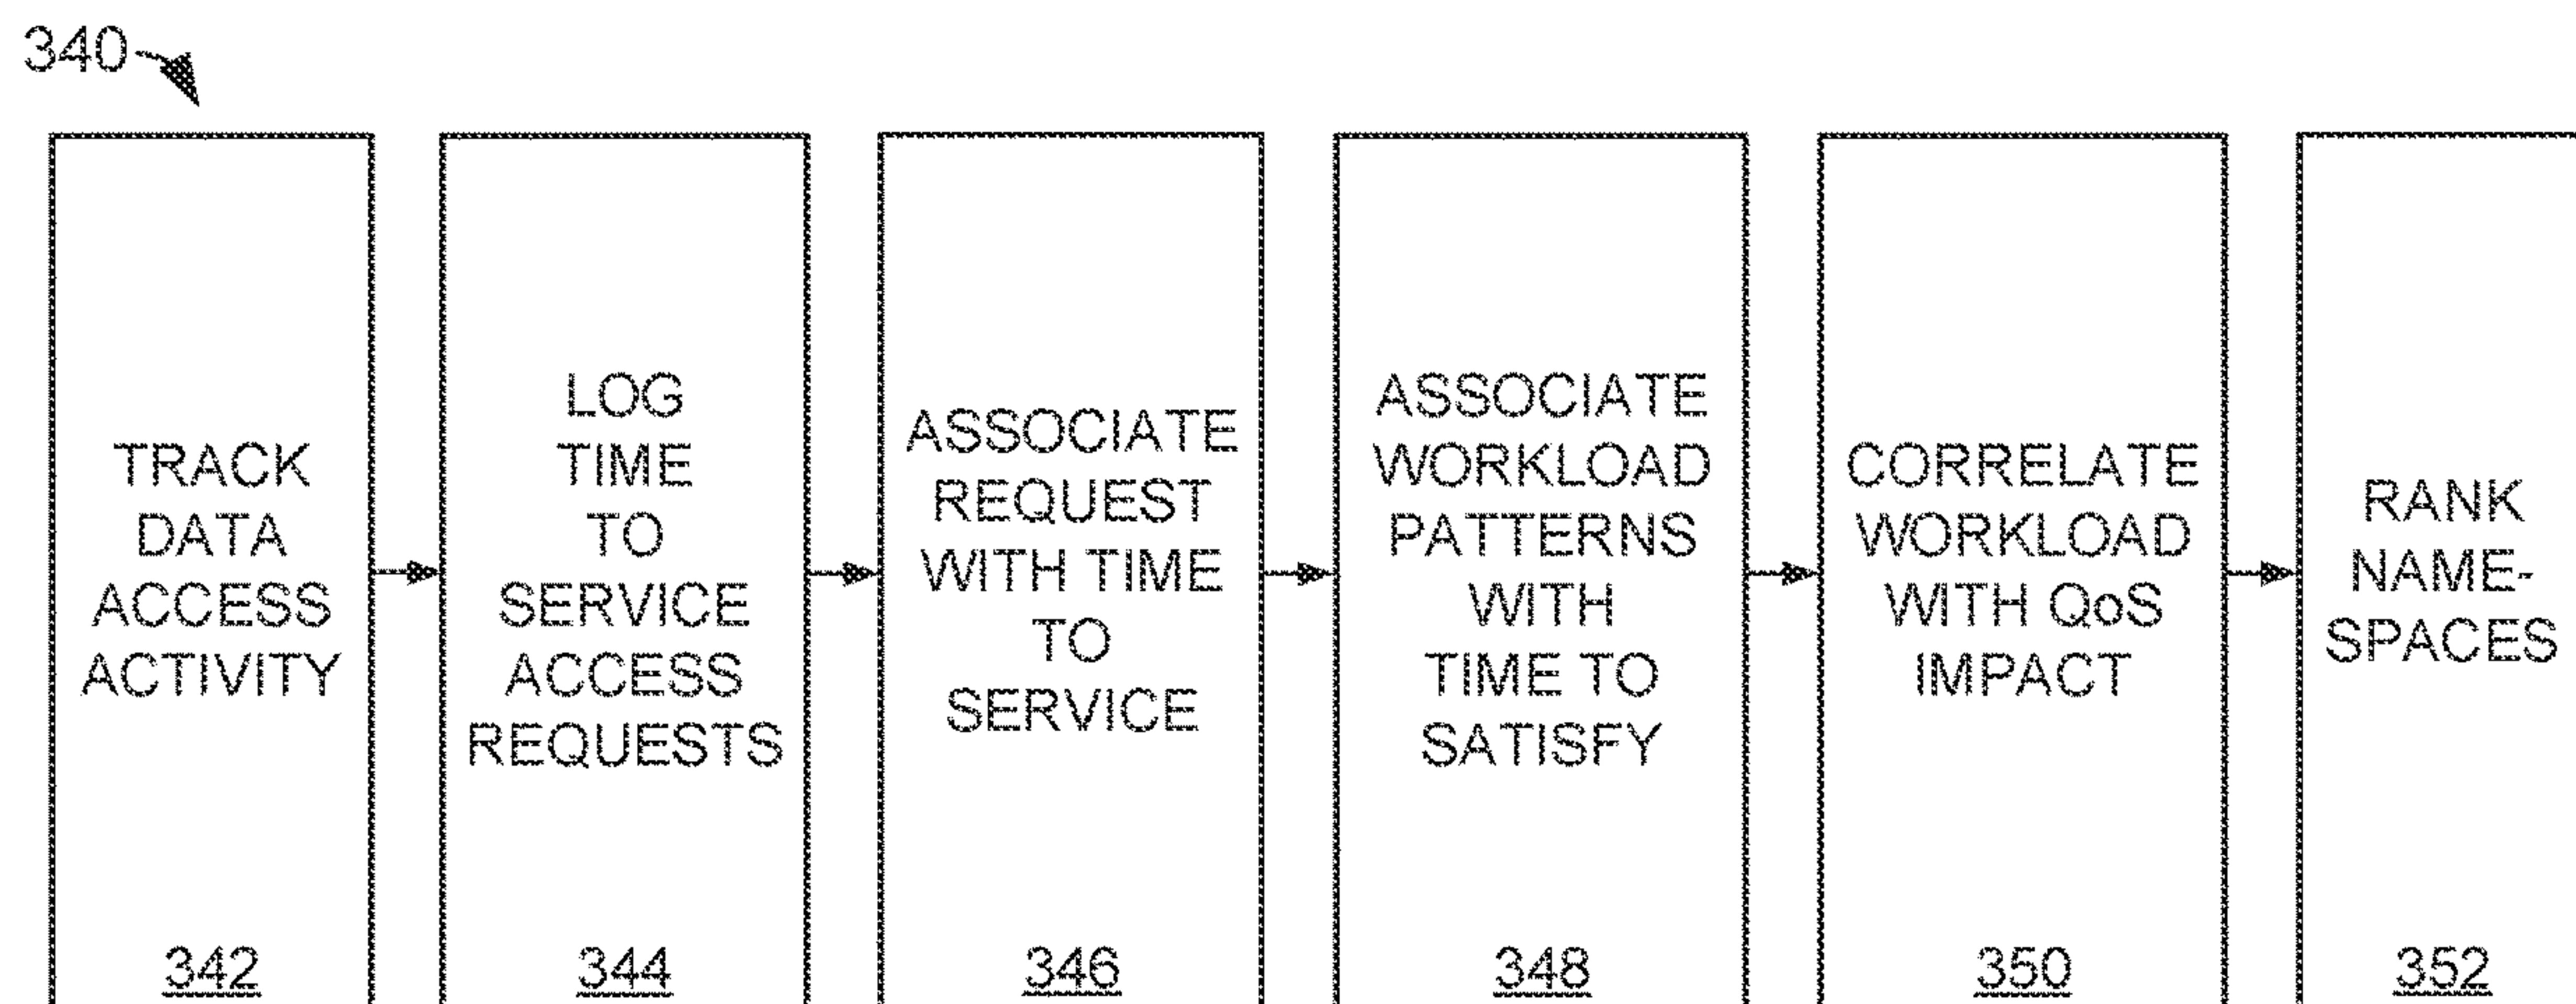 340
TRACK
DATA
ACCESS
ACTIVITY
342
LOG
TIME
TO
SERVICE
ACCESS
REQUESTS
344
ASSOCIATE
REQUEST
WITH TIME
TO
SERVICE
346
ASSOCIATE
WORKLOAD
PATTERNS
WITH
TIME TO
SATISFY
348
CORRELATE
WORKLOAD
WITH QoS
IMPACT
350
RANK
NAME-
SPACES
352